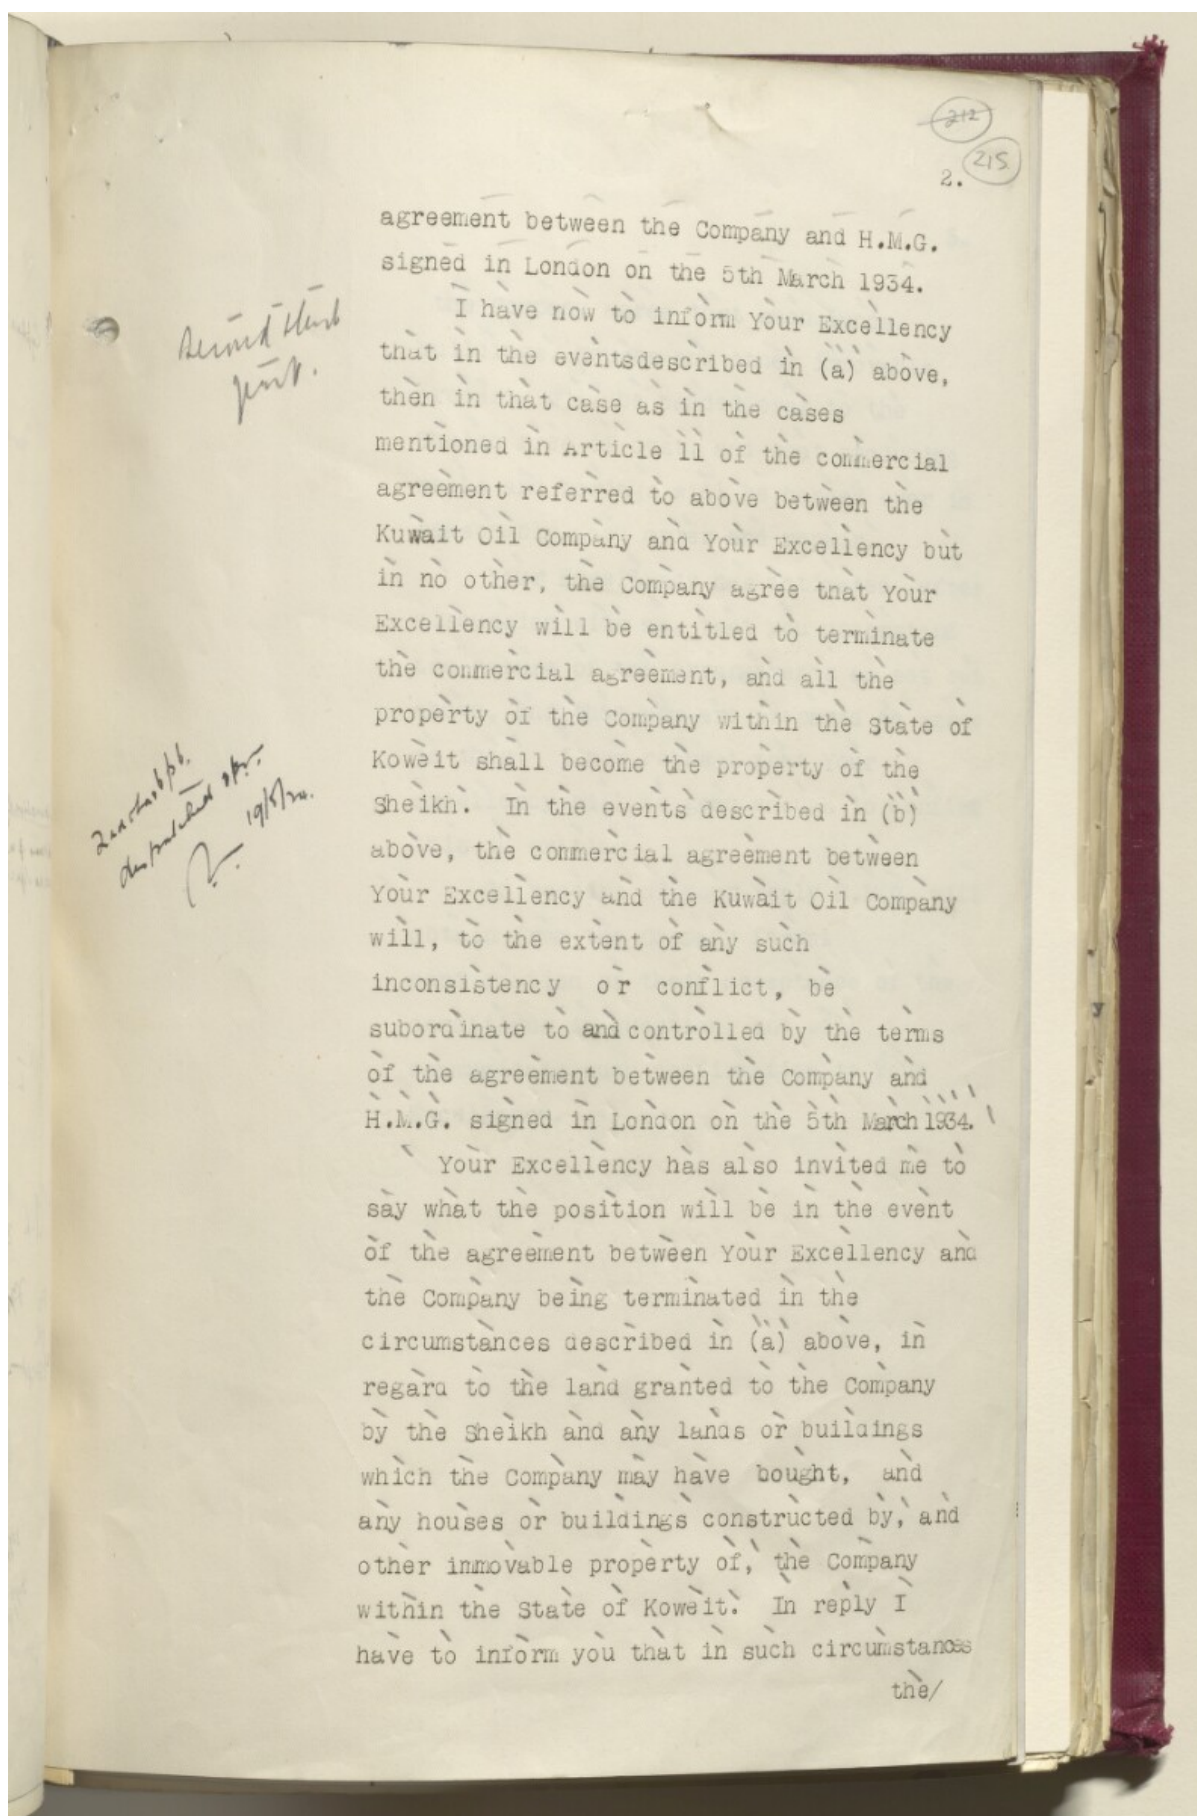 212
215
2.
agreement between the Company and H.M.G.
signed in London on the 5th March 1934.
I have now to inform Your Excellency
that in the eventsdescribed in (a) above,
then in that case as in the cases
mentioned in Article 11 of the commercial
agreement referred to above between the
Kuwait Oil Company and Your Excellency but
in no other, the Company agree that Your
Excellency will be entitled to terminate
the commercial agreement, and all the
property of the Company within the State of
Koweit shall become the property of the
Sheikh. In the events described in (b)
above, the commercial agreement between
Your Excellency and the Kuwait Oil Company
will, to the extent of any such
inconsistency or conflict, be
subordinate to and controlled by the terms
of the agreement between the Company and
H.M.G. signed in London on the 5th March 1934.
Your Excellency has also invited me to
say what the position will be in the event
of the agreement between Your Excellency and
the Company being terminated in the
circumstances described in (a) above, in
regard to the land granted to the Company
by the Sheikh and any lands or buildings
which the Company may have bought, and
any houses or buildings constructed by, and
other immovable property of, the Company
within the State of Koweit. In reply I
have to inform you that in such circumstances
the/
Second
part.
despatched
19/5/34.